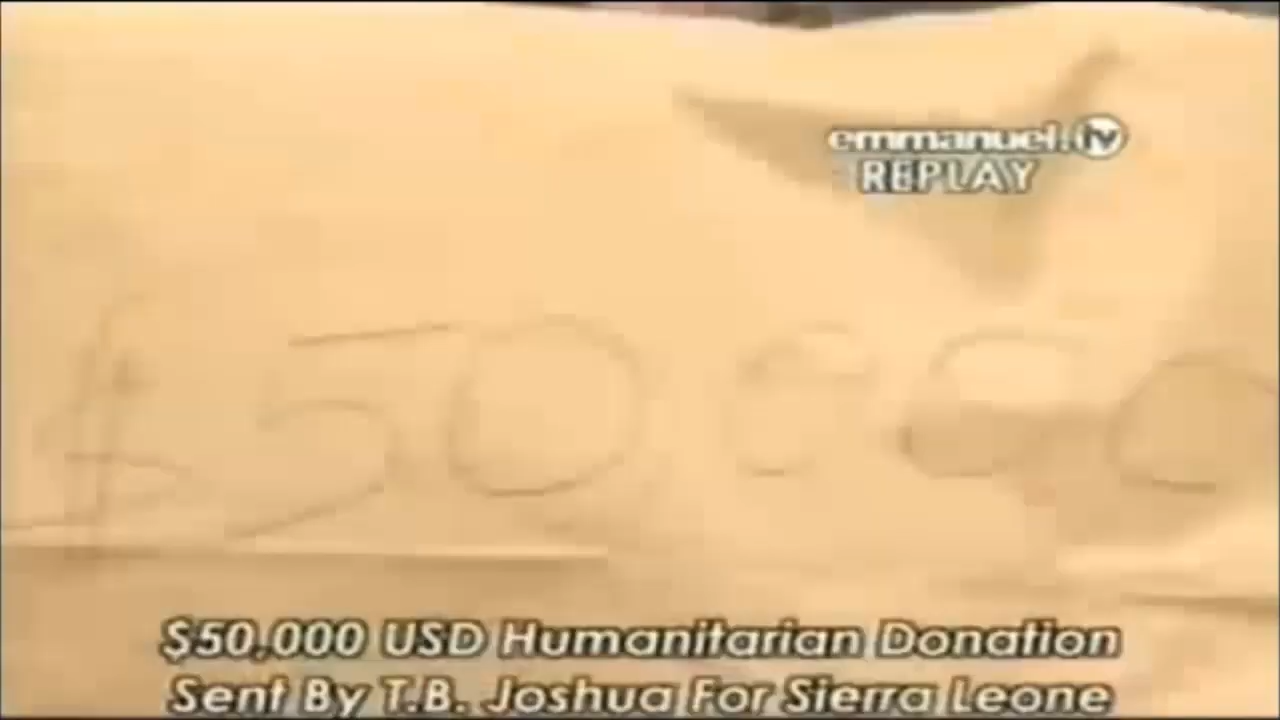 emmanuel.tv
REPLAY
$50 000
$50,000 USD Humanitarian Donation
Sent By T.B. Joshua For Sierra Leone